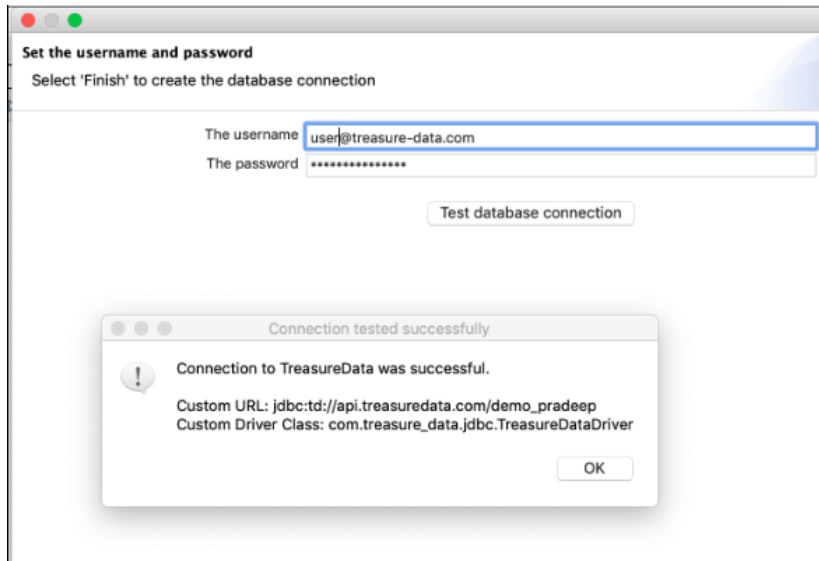 Set the username and password
Select 'Finish' to create the database connection
The username user@treasure-data.com
The password ***************
Test database connection
Connection tested successfully
Connection to TreasureData was successful.
Custom URL: jdbc:td://api.treasuredata.com/demo_pradeep
Custom Driver Class: com.treasure_data.jdbc.TreasureDataDriver
OK